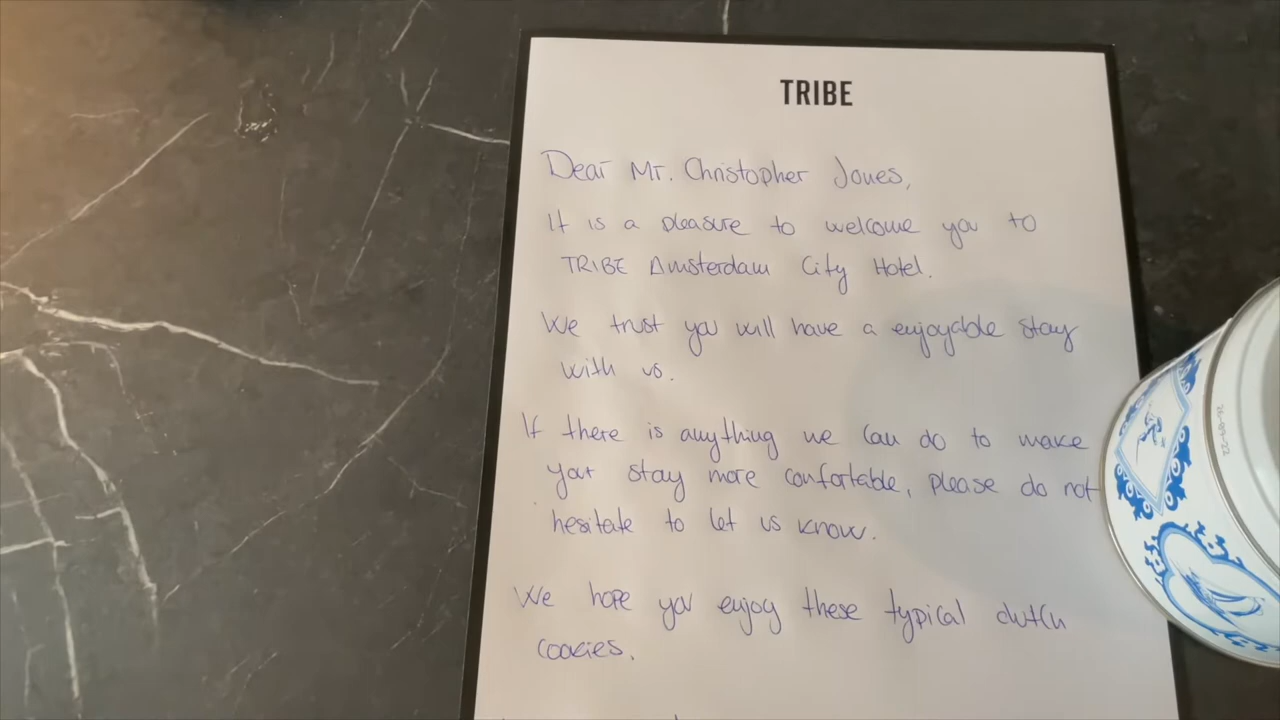 TRIBE
Dear Mr. Christopher Jones,
It is a pleasure to welcome you to
TRIBE Amsterdam City Hotel.
We trust you will have a enjoyable stay
with us.
If there is anything we can do to make
your stay more confortable, please do not
hesitate to let us know.
We hope you enjoy these typical dutch
cookies.